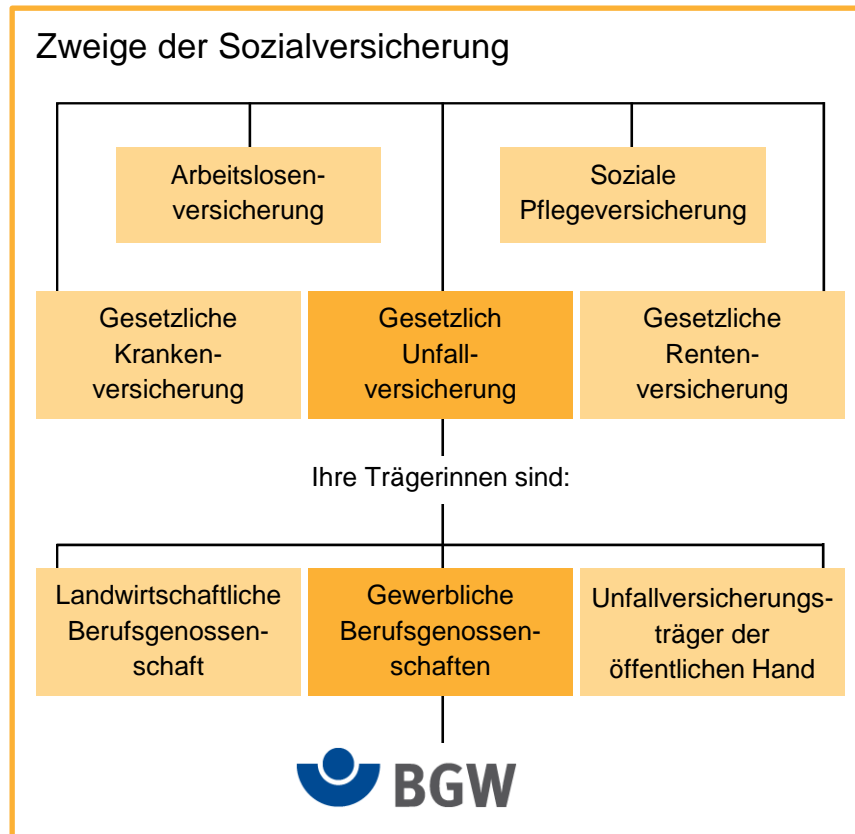 Zweige der Sozialversicherung
Arbeitslosen-
versicherung
Soziale
Pflegeversicherung
Gesetzliche
Kranken-
versicherung
Gesetzlich
Unfall-
versicherung
Gesetzliche
Renten-
versicherung
Ihre Trägerinnen sind:
Landwirtschaftliche
Berufsgenossen-
schaft
Gewerbliche
Berufsgenossen-
schaften
Unfallversicherungs-
träger der
öffentlichen Hand
BGW